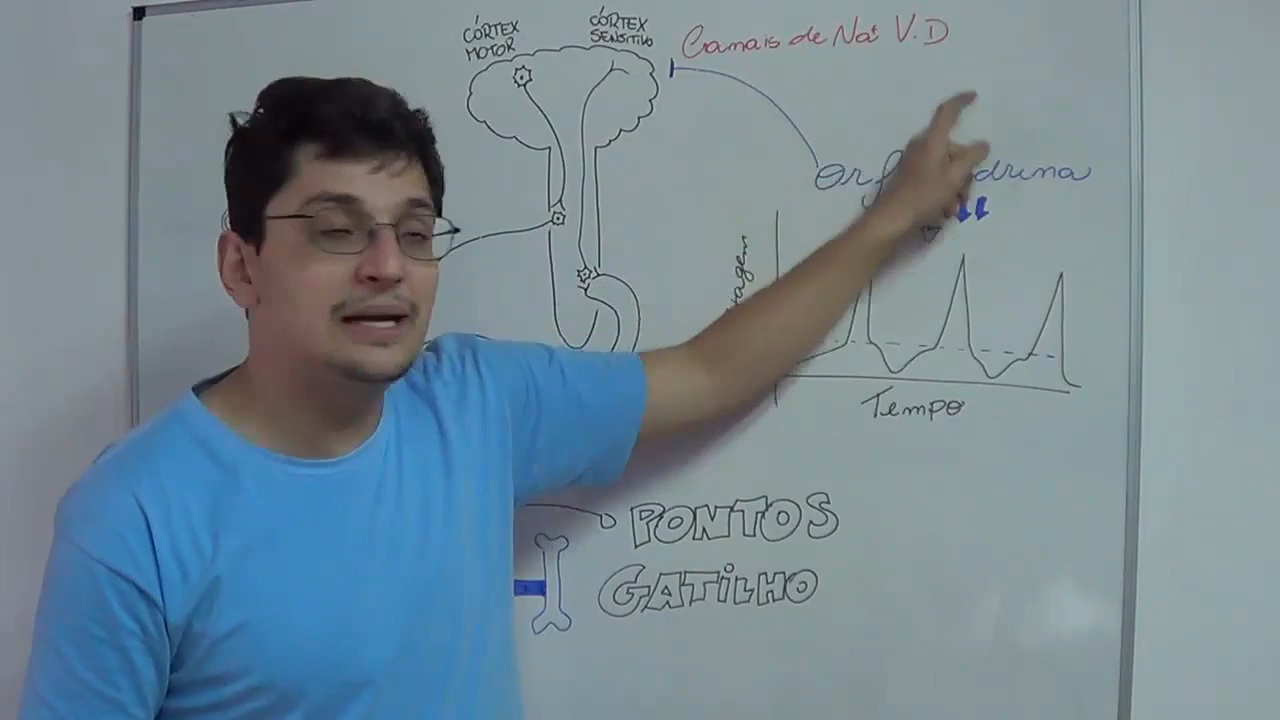 CÓRTEX
MOTOR
CÓRTEX
SENSITIVO
Canais de Na+ V.D
Tempo
PONTOS
GATILHO